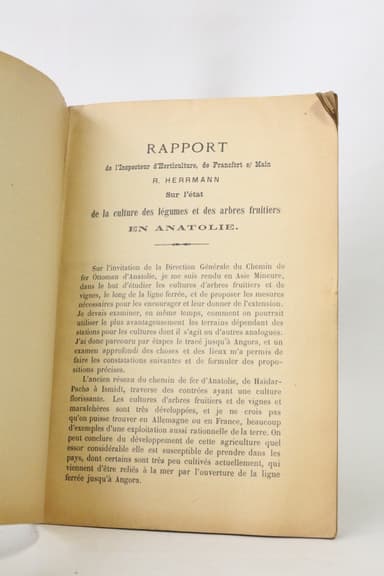 RAPPORT
de l'Inspecteur d'Horticulture, de Francfort s/ Main
R. HERRMANN
Sur l'état
de la culture des légumes et des arbres fruitiers
EN ANATOLIE.
Sur l'invitation de la Direction Générale du Chemin de
fer Ottoman d'Anatolie, je me suis rendu en Asie Mineure,
dans le but d'étudier les cultures d'arbres fruitiers et de
vignes, le long de la ligne ferrée, et de proposer les mesures
nécessaires pour les encourager et leur donner de l'extension.
Je devais examiner, en même temps, comment on pourrait
utiliser le plus avantageusement les terrains dépendant des
stations pour les cultures dont il s'agit ou d'autres analogues.
J'ai donc parcouru par étapes le tracé jusqu'à Angora, et un
examen approfondi des choses et des lieux m'a permis de
faire les constatations suivantes et de formuler des propo-
sitions précises.
L'ancien réseau du chemin de fer d'Anatolie, de Haïdar-
Pacha à Ismidt, traverse des contrées ayant une culture
florissante. Les cultures d'arbres fruitiers et de vignes et
maraîchères sont très développées, et je ne crois pas
qu'on puisse trouver en Allemagne ou en France, beaucoup
d'exemples d'une exploitation aussi rationnelle de la terre. On
peut conclure du développement de cette agriculture quel
essor considérable elle est susceptible de prendre dans les
pays, dont certains sont très peu cultivés actuellement, qui
viennent d'être reliés à la mer par l'ouverture de la ligne
ferrée jusqu'à Angora.